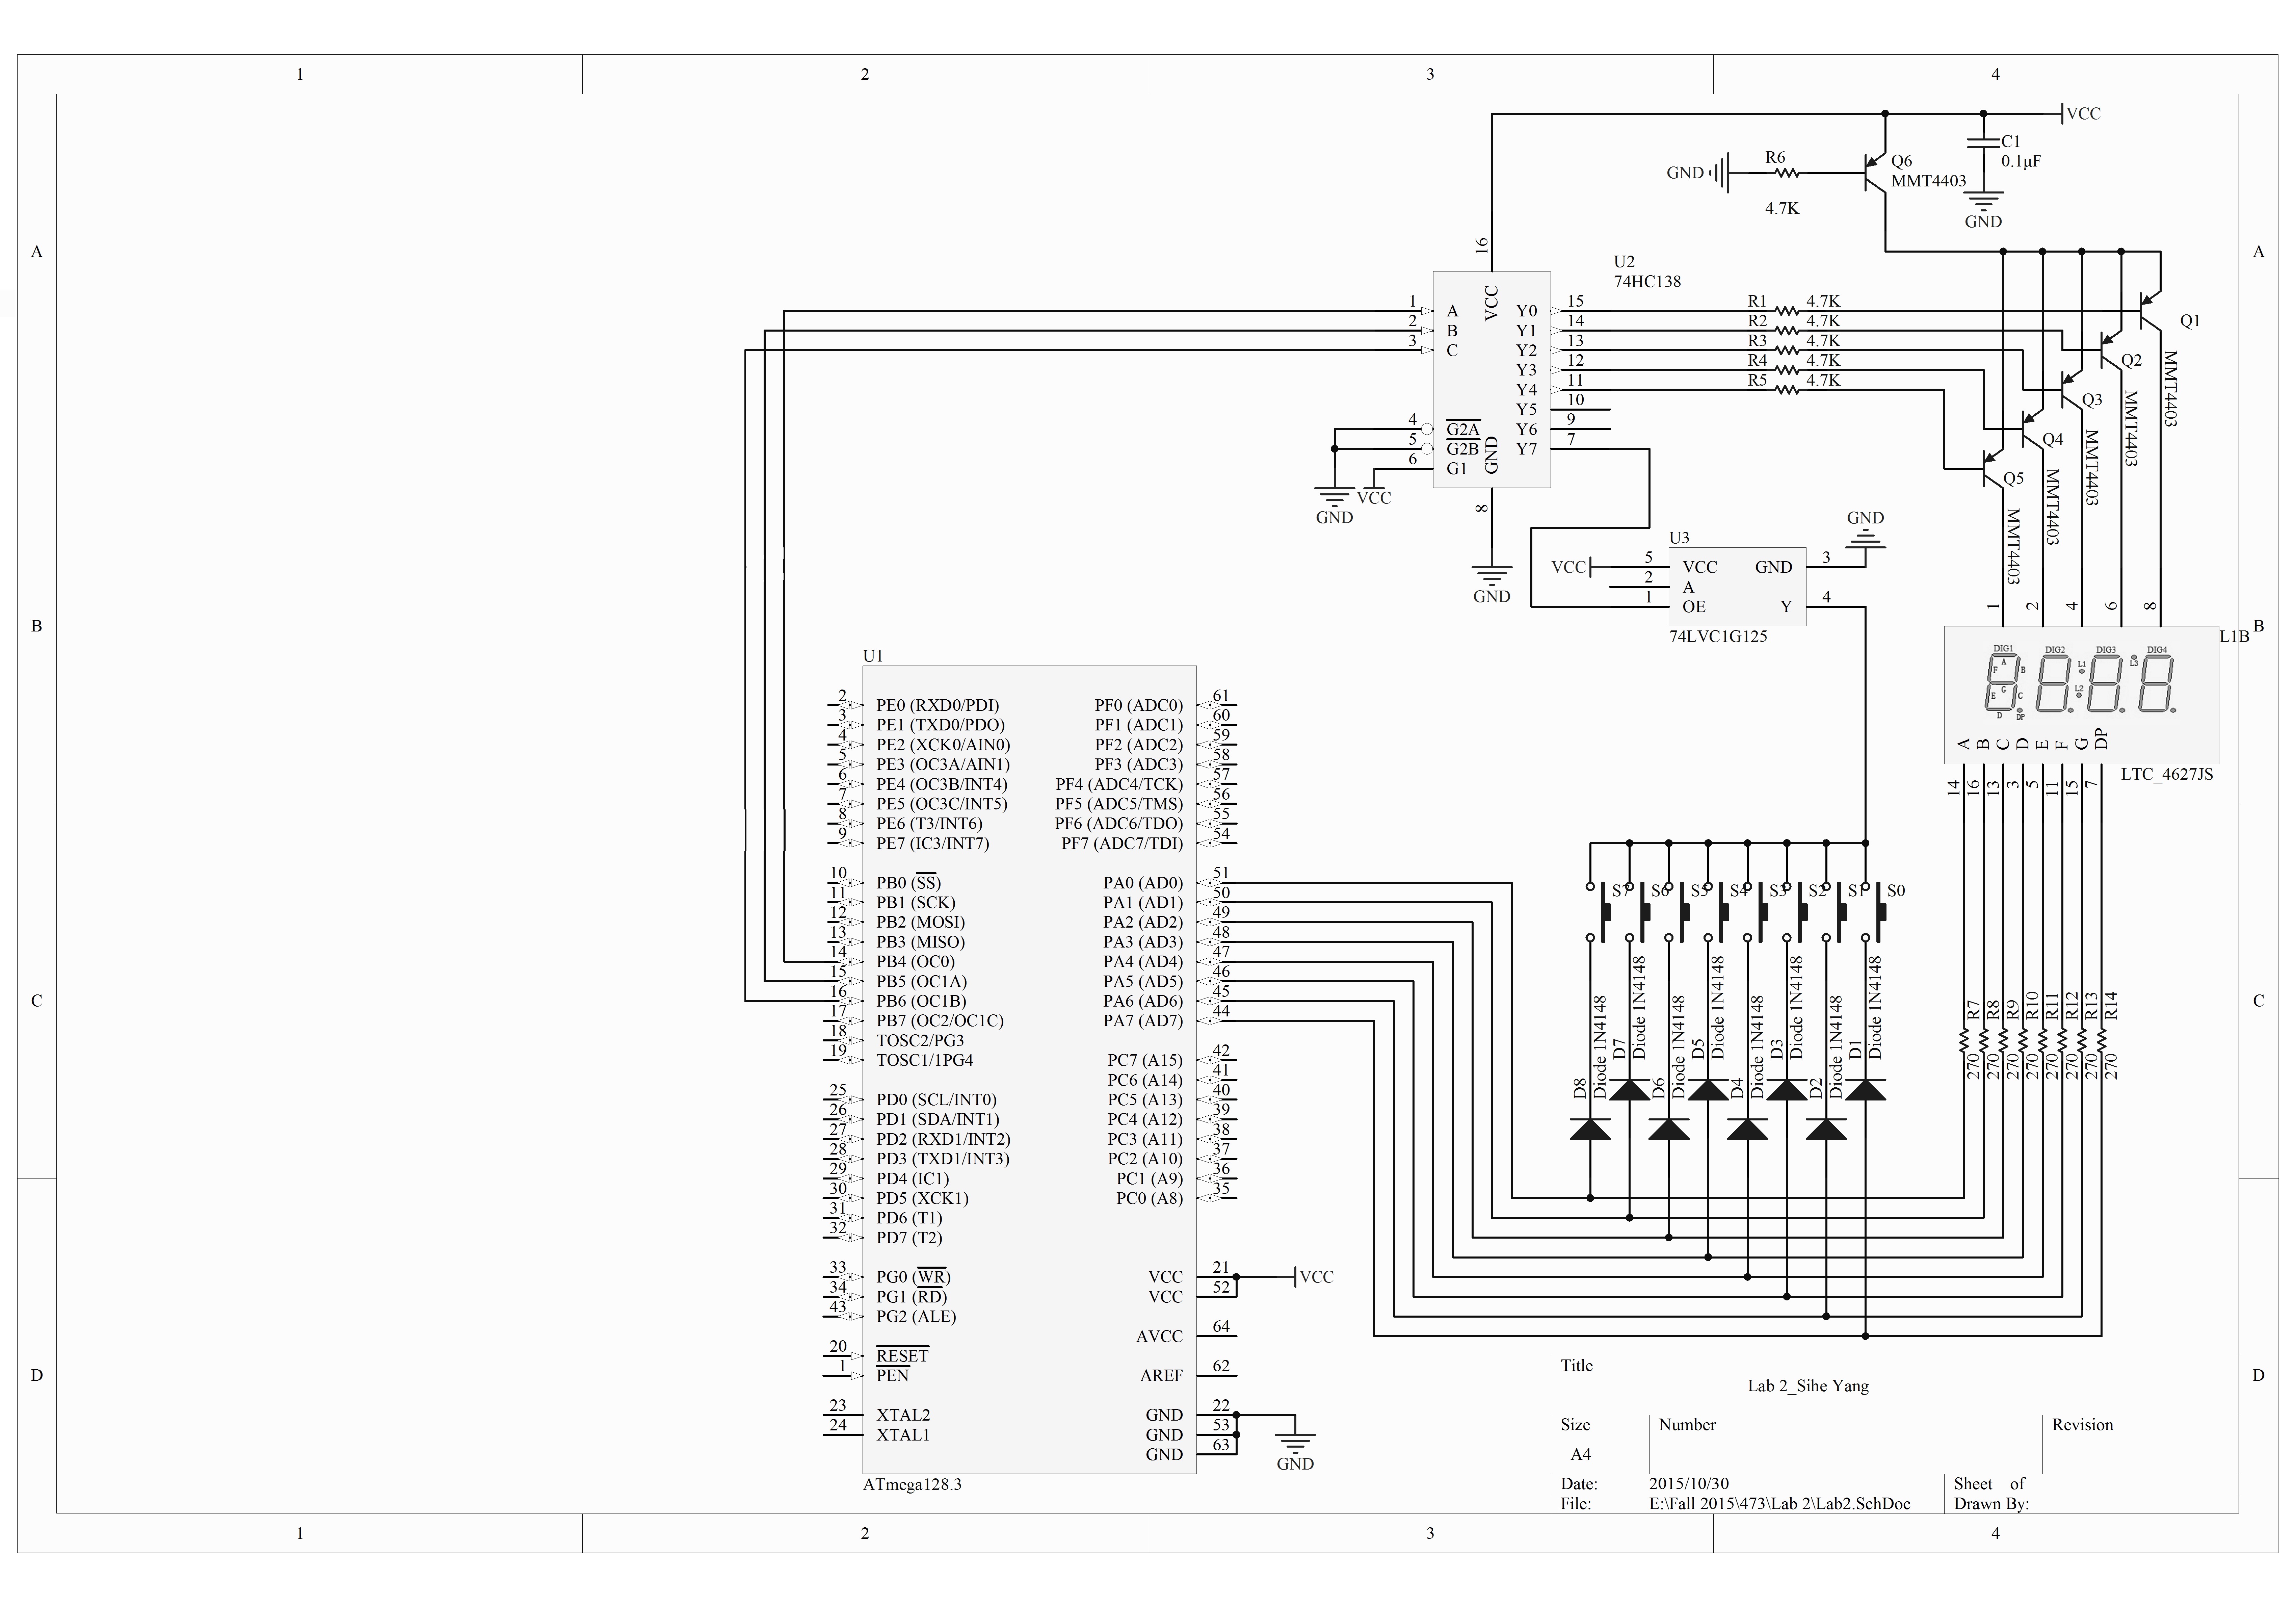 1 2 3 4
A A
B B
C C
D D
1 2 3 4
VCC
C1
0.1µF
GND
Q6
MMT4403
R6
GND
4.7K
16
U2
74HC138
VCC
GND
1 A
2 B
3 C
4 G2A
5 G2B
6 G1
Y0 15
Y1 14
Y2 13
Y3 12
Y4 11
Y5 10
Y6 9
Y7 7
8
GND
VCC
GND
R1 4.7K
R2 4.7K
R3 4.7K
R4 4.7K
R5 4.7K
Q1
MMT4403
Q2
MMT4403
Q3
MMT4403
Q4
MMT4403
Q5
MMT4403
GND
U3
VCC
5 VCC GND 3
2 A
1 OE Y 4
74LVC1G125
1 2 4 6 8
L1B
DIG1 DIG2 DIG3 DIG4
A
F B
G
E C
D DP
L1
L2
L3
A B C D E F G DP
LTC_4627JS
14 16 13 3 5 11 15 7
U1
2 PE0 (RXD0/PDI) PF0 (ADC0) 61
3 PE1 (TXD0/PDO) PF1 (ADC1) 60
4 PE2 (XCK0/AIN0) PF2 (ADC2) 59
5 PE3 (OC3A/AIN1) PF3 (ADC3) 58
6 PE4 (OC3B/INT4) PF4 (ADC4/TCK) 57
7 PE5 (OC3C/INT5) PF5 (ADC5/TMS) 56
8 PE6 (T3/INT6) PF6 (ADC6/TDO) 55
9 PE7 (IC3/INT7) PF7 (ADC7/TDI) 54
10 PB0 (SS) PA0 (AD0) 51
11 PB1 (SCK) PA1 (AD1) 50
12 PB2 (MOSI) PA2 (AD2) 49
13 PB3 (MISO) PA3 (AD3) 48
14 PB4 (OC0) PA4 (AD4) 47
15 PB5 (OC1A) PA5 (AD5) 46
16 PB6 (OC1B) PA6 (AD6) 45
17 PB7 (OC2/OC1C) PA7 (AD7) 44
18 TOSC2/PG3
19 TOSC1/1PG4 PC7 (A15) 42
PC6 (A14) 41
25 PD0 (SCL/INT0) PC5 (A13) 40
26 PD1 (SDA/INT1) PC4 (A12) 39
27 PD2 (RXD1/INT2) PC3 (A11) 38
28 PD3 (TXD1/INT3) PC2 (A10) 37
29 PD4 (IC1) PC1 (A9) 36
30 PD5 (XCK1) PC0 (A8) 35
31 PD6 (T1)
32 PD7 (T2)
33 PG0 (WR) VCC 21 VCC
34 PG1 (RD) VCC 52
43 PG2 (ALE)
AVCC 64
20 RESET
1 PEN AREF 62
23 XTAL2 GND 22
24 XTAL1 GND 53
GND 63
GND
ATmega128.3
S7 S6 S5 S4 S3 S2 S1 S0
D8
Diode 1N4148
D7
Diode 1N4148
D6
Diode 1N4148
D5
Diode 1N4148
D4
Diode 1N4148
D3
Diode 1N4148
D2
Diode 1N4148
D1
Diode 1N4148
R7 R8 R9 R10 R11 R12 R13 R14
270 270 270 270 270 270 270 270
Title
Lab 2_Sihe Yang
Size Number Revision
A4
Date: 2015/10/30 Sheet of
File: E:\Fall 2015\473\Lab 2\Lab2.SchDoc Drawn By: